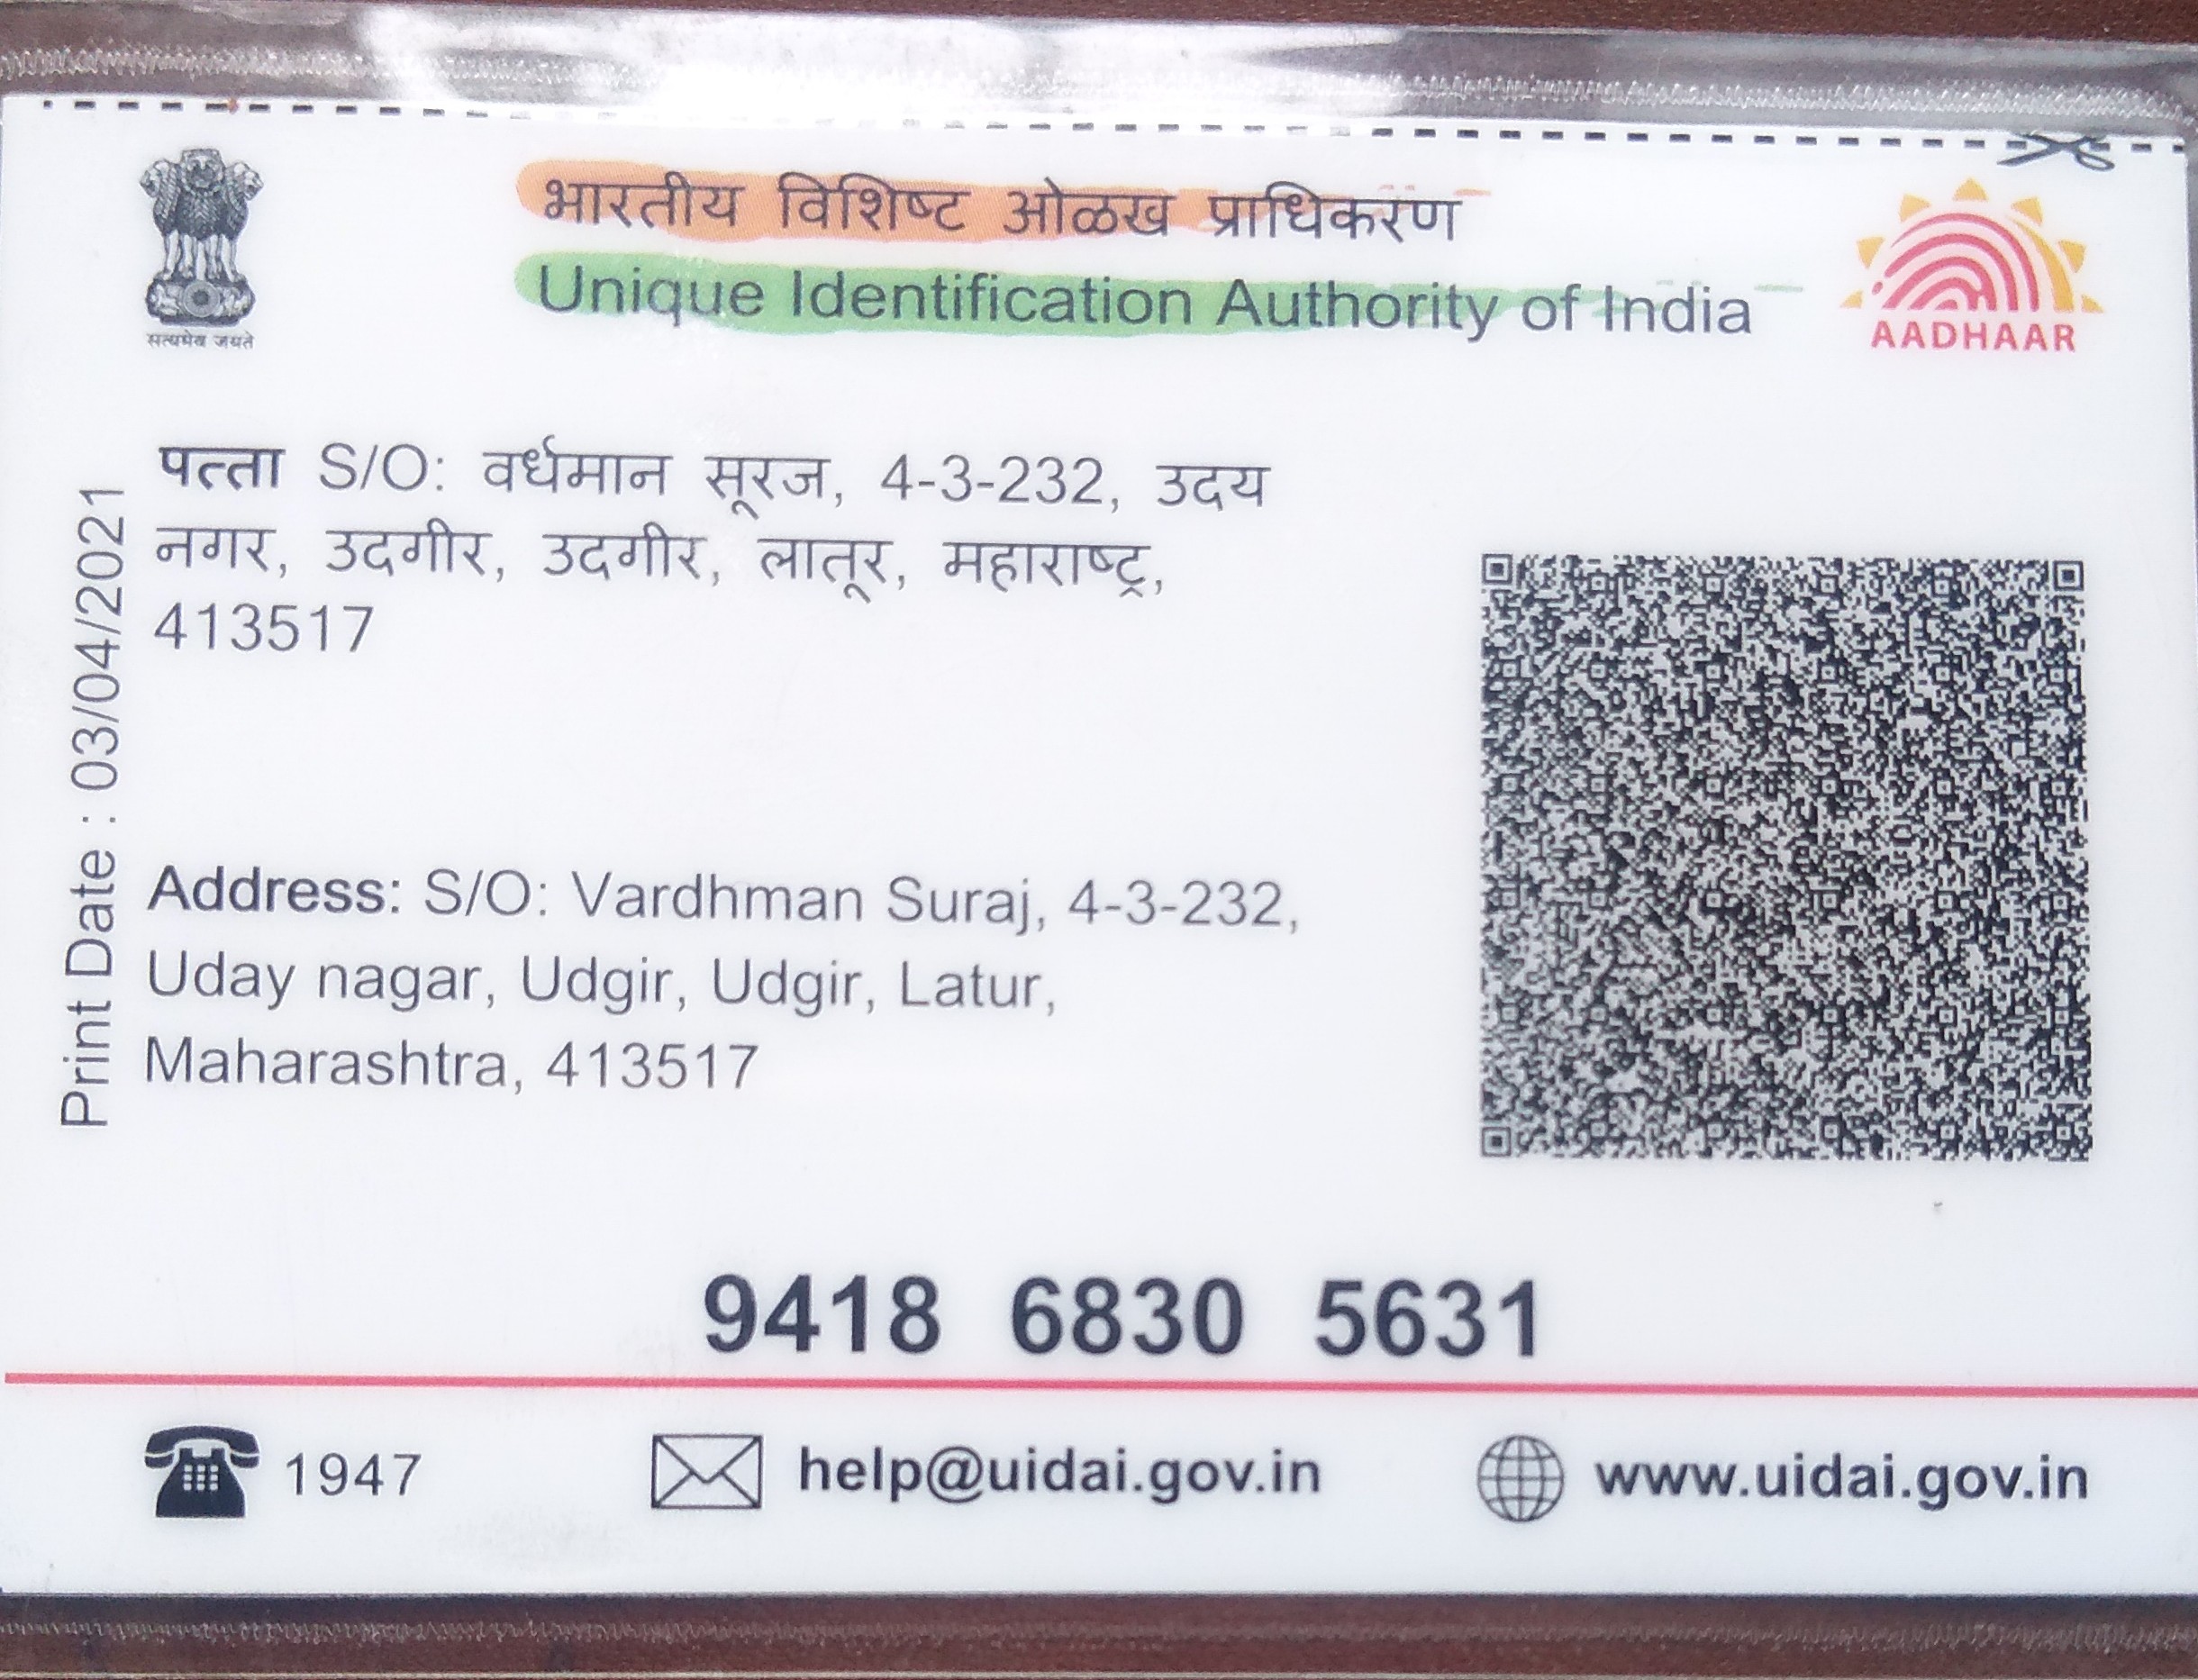 भारतीय विशिष्ट ओळख प्राधिकरण
Unique Identification Authority of India
सत्यमेव जयते
AADHAAR
पत्ता S/O: वर्धमान सूरज, 4-3-232, उदय
नगर, उदगीर, उदगीर, लातूर, महाराष्ट्र,
413517
Print Date : 03/04/2021
Address: S/O: Vardhman Suraj, 4-3-232,
Uday nagar, Udgir, Udgir, Latur,
Maharashtra, 413517
9418 6830 5631
1947
help@uidai.gov.in
www.uidai.gov.in